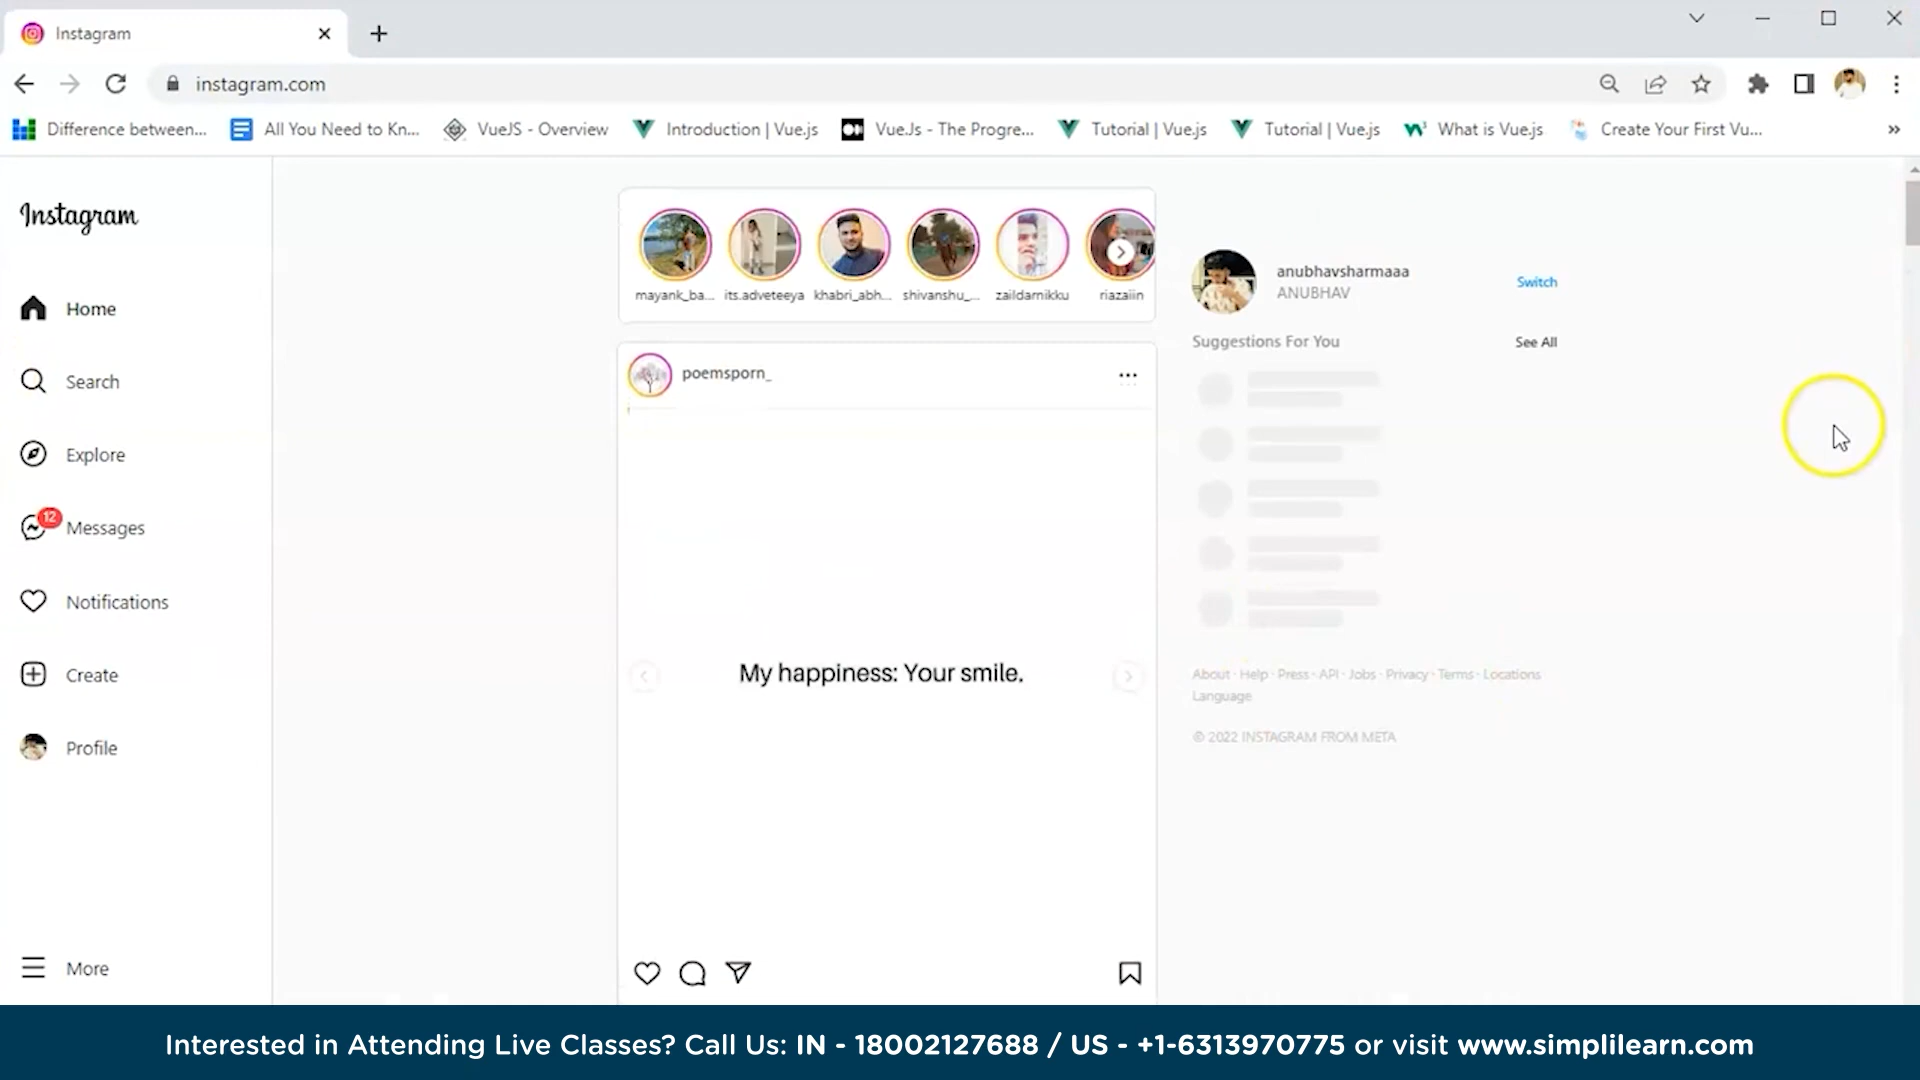 Instagram
instagram.com
Difference between...
All You Need to Kn...
VueJS - Overview
Introduction | Vue.js
VueJs - The Progre...
Tutorial | Vue.js
Tutorial | Vue.js
What is Vue.js
Create Your First Vu...
Instagram
Home
Search
Explore
12
Messages
Notifications
Create
Profile
More
mayank_ba...
its.adveteeya
khabri_abh...
shivanshu_...
zaildarnikku
riazaiin
poemsporn_
My happiness: Your smile.
anubhavsharmaaa
ANUBHAV
Switch
Suggestions For You
See All
About · Help · Press · API · Jobs · Privacy · Terms · Locations
Language
© 2022 INSTAGRAM FROM META
Interested in Attending Live Classes? Call Us: IN - 18002127688 / US - +1-6313970775 or visit www.simplilearn.com